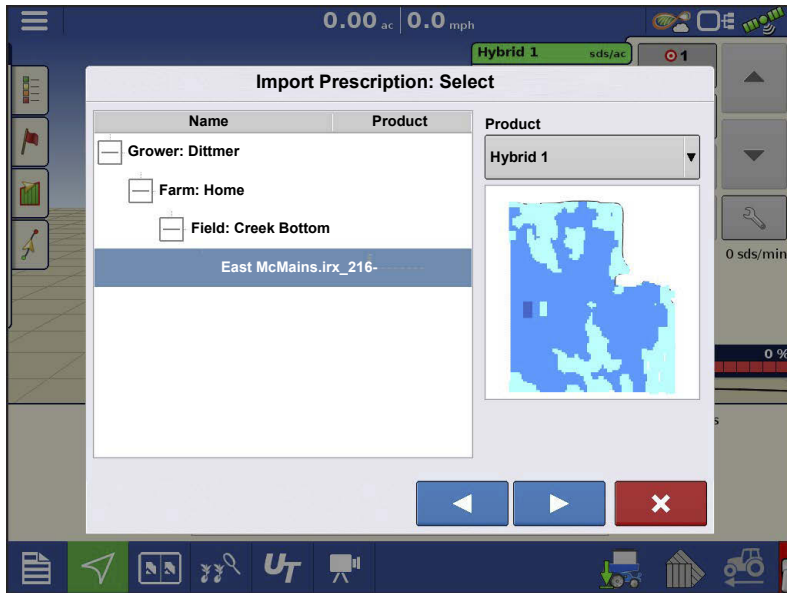 0.00 ac 0.0 mph
Hybrid 1 sds/ac
1
Import Prescription: Select
Name Product
Grower: Dittmer
Farm: Home
Field: Creek Bottom
East McMains.irx_216-
Product
Hybrid 1
0 sds/min
0 %
s
UT